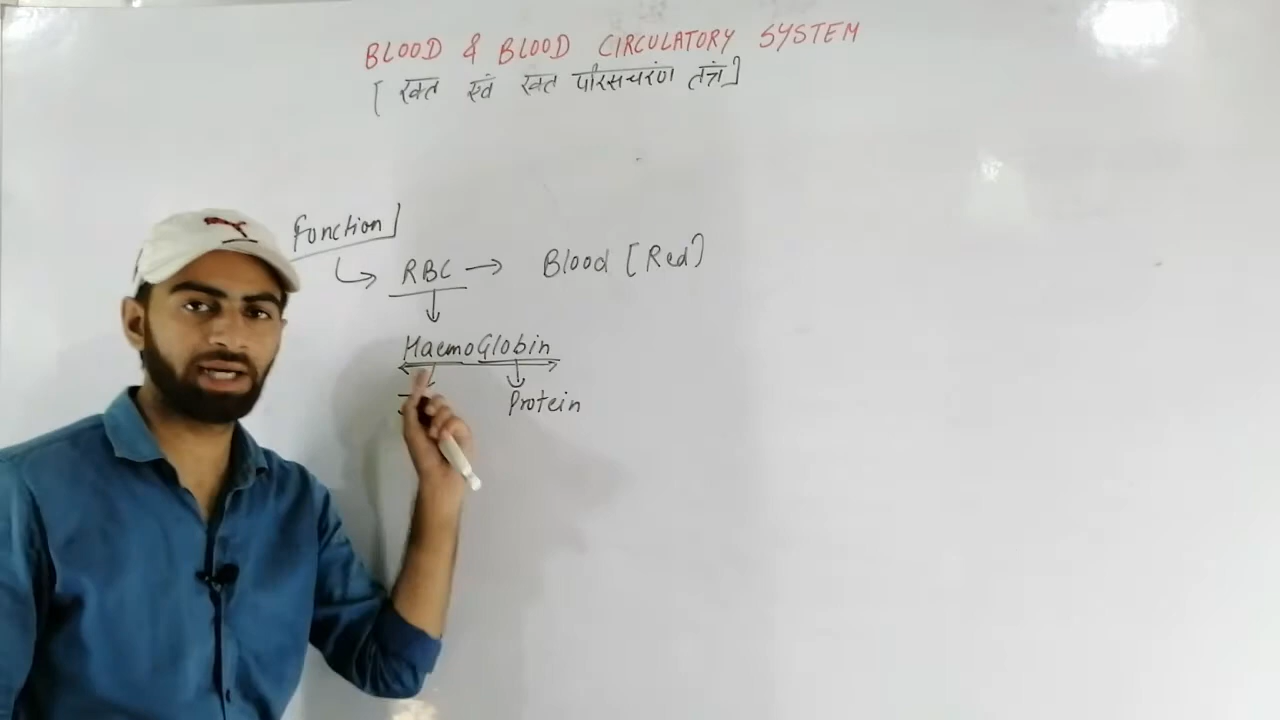 BLOOD & BLOOD CIRCULATORY SYSTEM
[ रक्त एवं रक्त परिसंचरण तंत्र ]
Function
RBC → Blood [Red]
HaemoGlobin
Protein